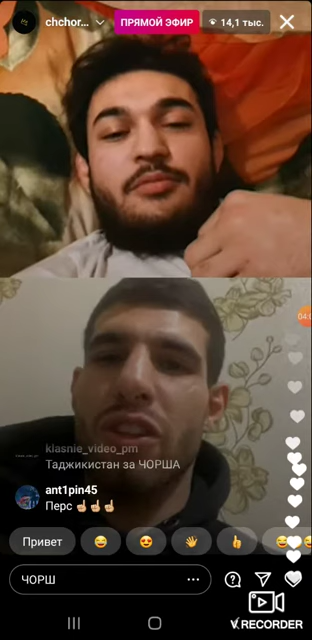 chchor...
ПРЯМОЙ ЭФИР
14,1 тыс.
klasnie_video_pm
Таджикистан за ЧОРША
ant1pin45
Перс ☝🏼☝🏼☝🏼
Привет
ЧОРШ
RECORDER